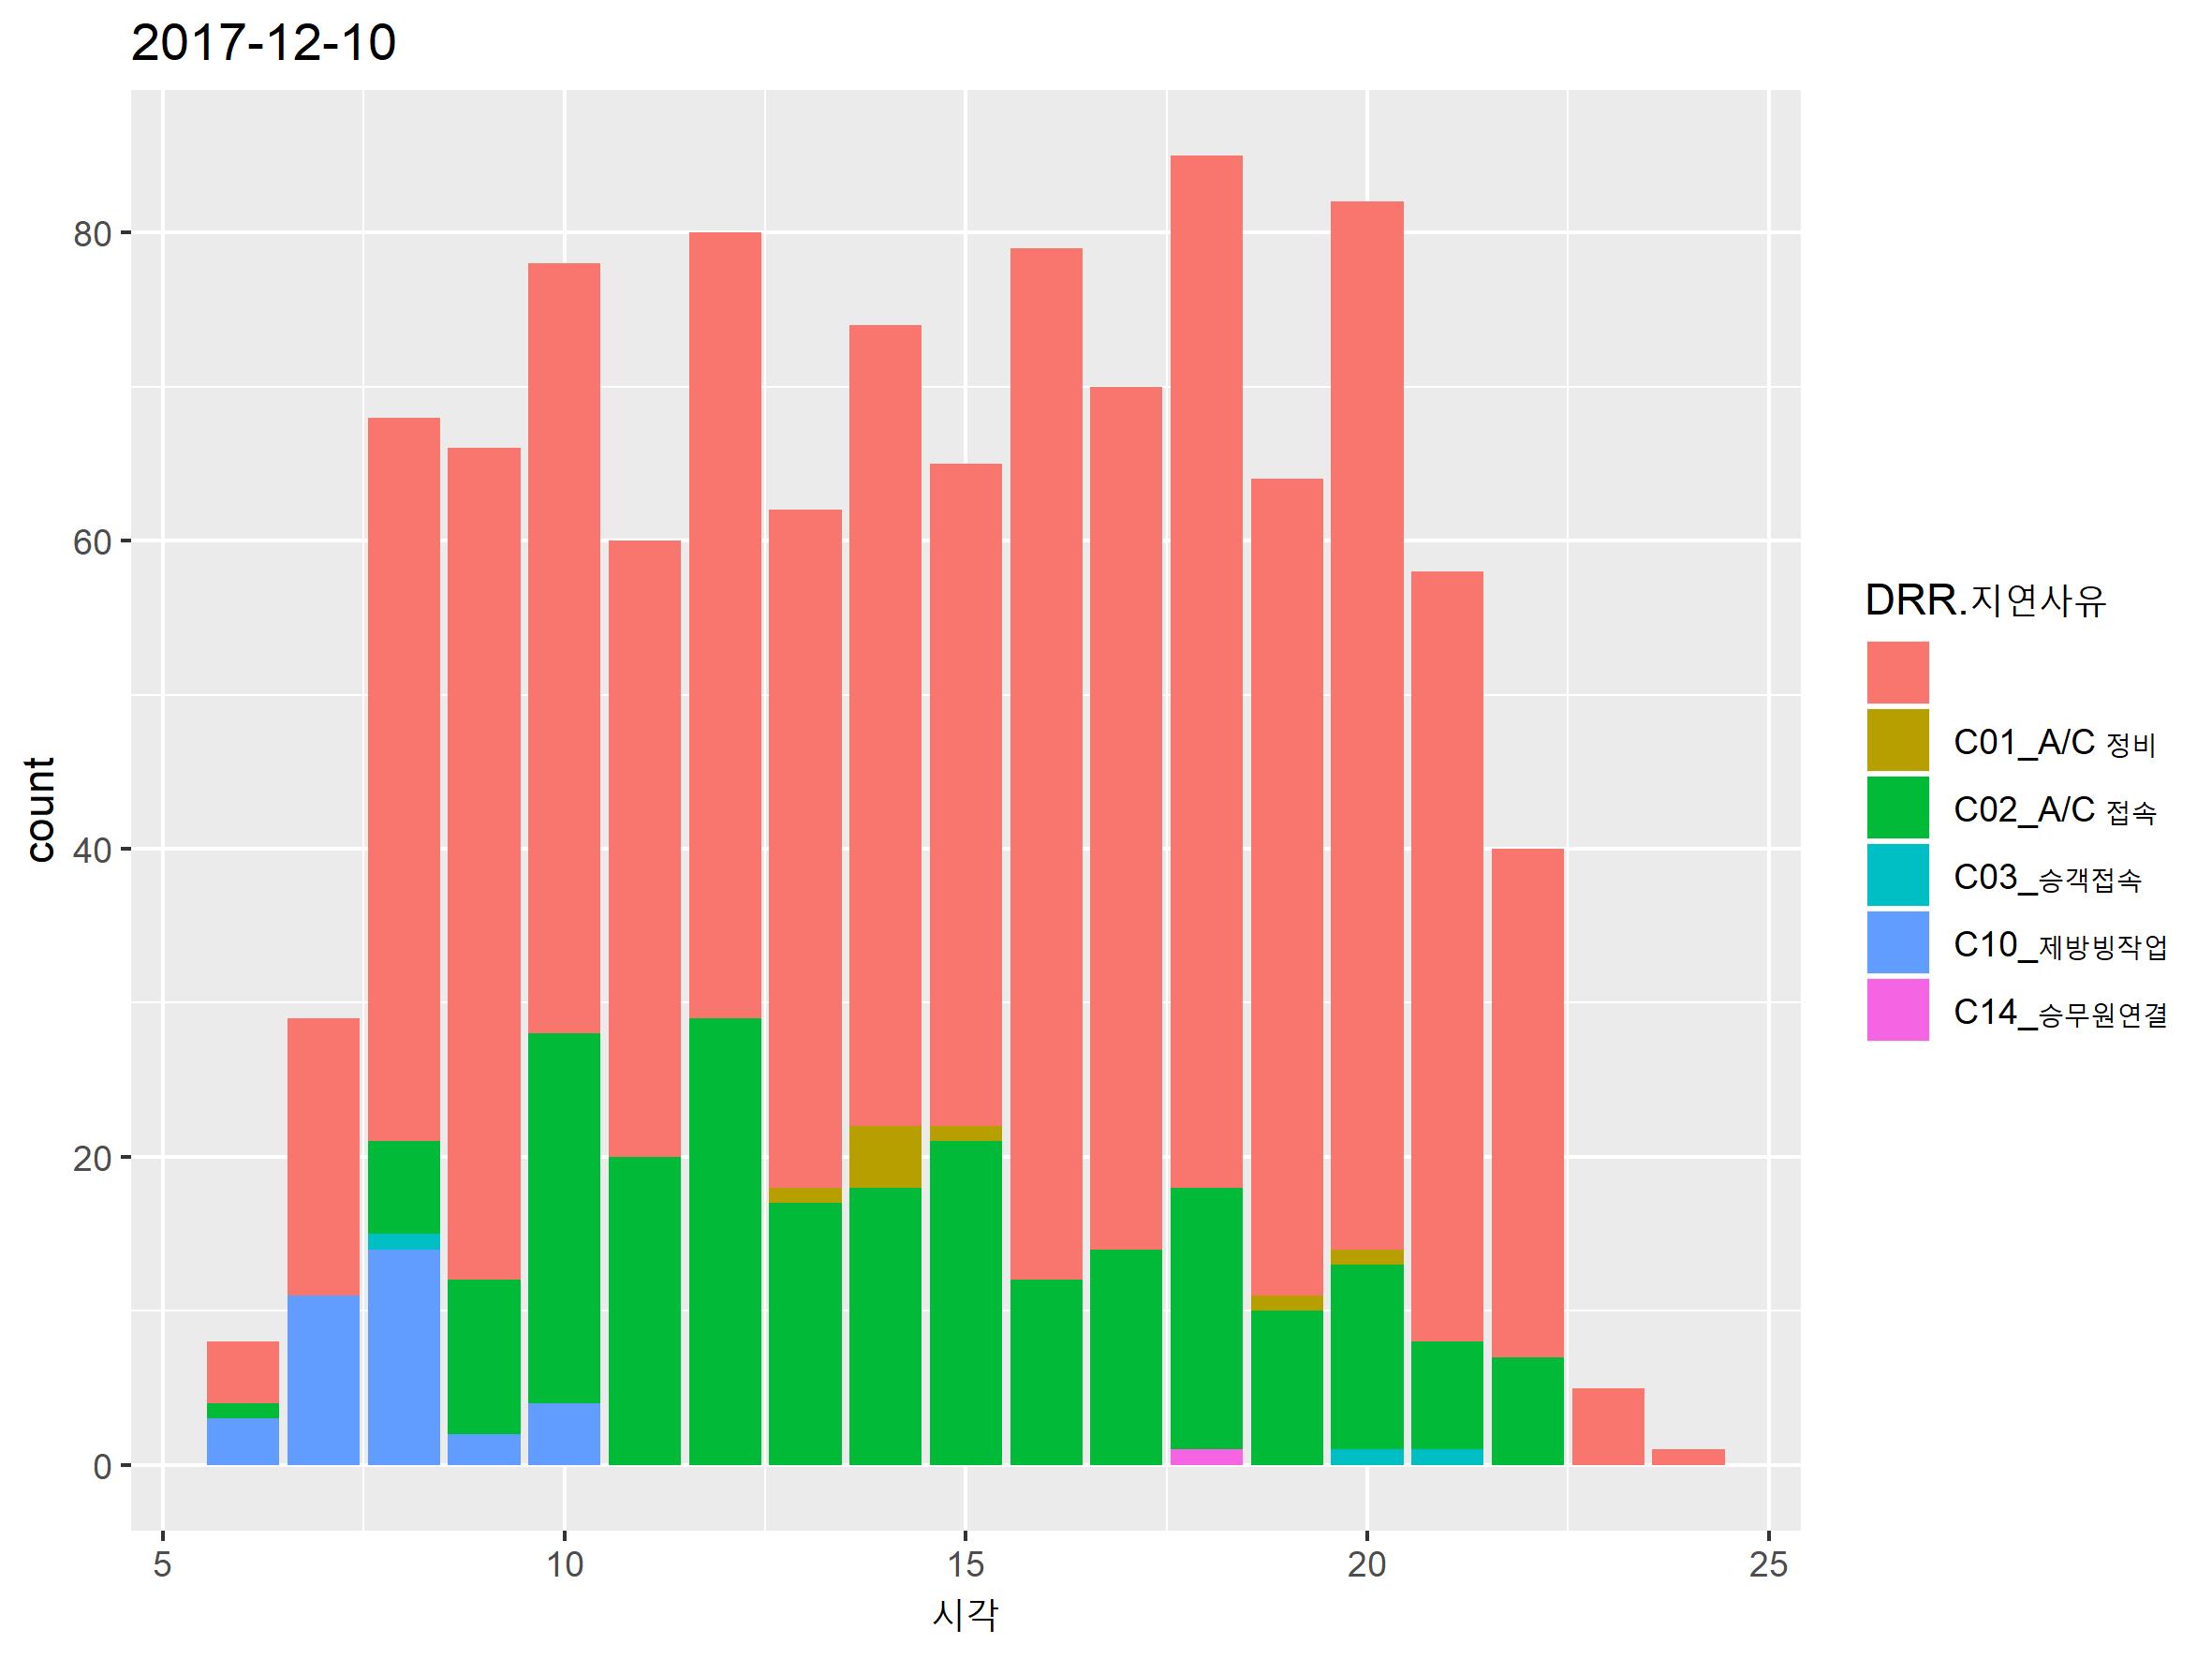 2017-12-10
count
80
60
40
20
0
5 10 15 20 25
시각
DRR.지연사유
C01_A/C 정비
C02_A/C 접속
C03_승객접속
C10_제방빙작업
C14_승무원연결